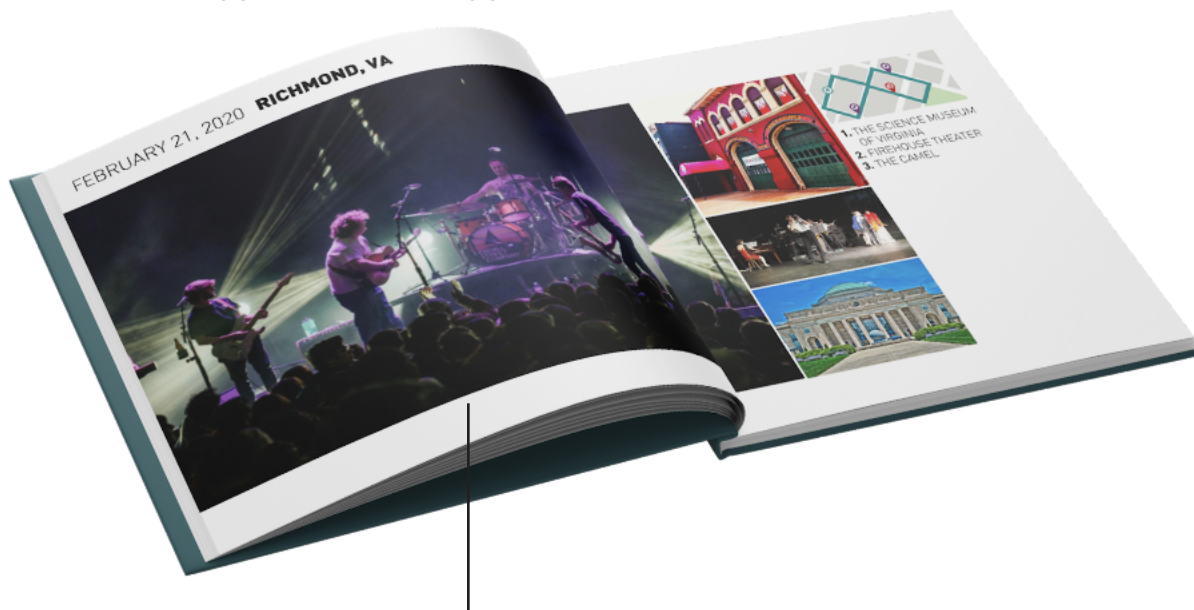 FEBRUARY 21, 2020 RICHMOND, VA
1. THE SCIENCE MUSEUM
OF VIRGINIA
2. FIREHOUSE THEATER
3. THE CAMEL